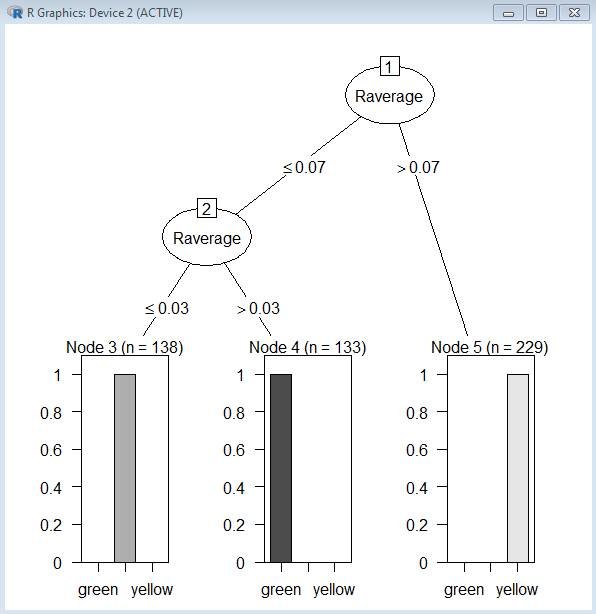 R Graphics: Device 2 (ACTIVE)
1
Raverage
≤ 0.07
> 0.07
2
Raverage
≤ 0.03
> 0.03
Node 3 (n = 138)
1
0.8
0.6
0.4
0.2
0
green
yellow
Node 4 (n = 133)
1
0.8
0.6
0.4
0.2
0
green
yellow
Node 5 (n = 229)
1
0.8
0.6
0.4
0.2
0
green
yellow